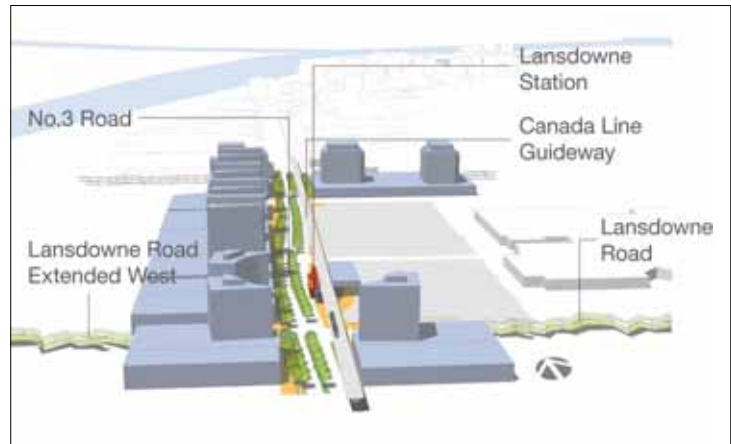 Lansdowne
Station
No.3 Road
Canada Line
Guideway
Lansdowne
Road
Lansdowne Road
Extended West